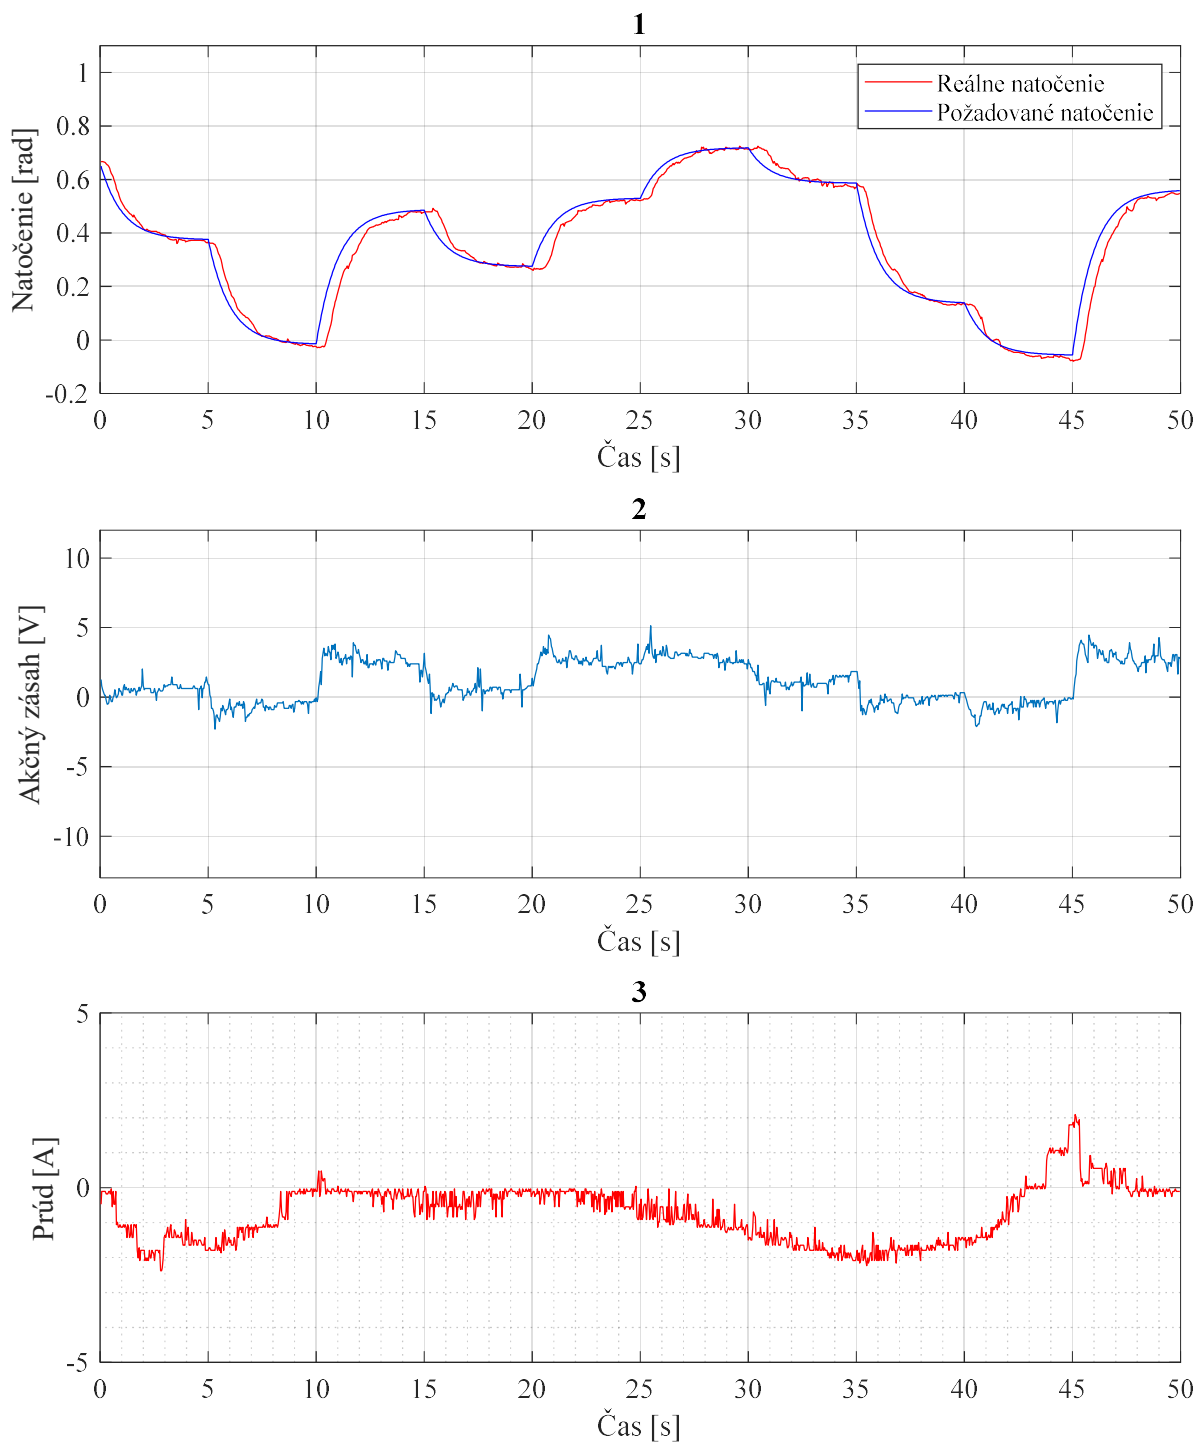 1
Reálne natočenie
Požadované natočenie
Natočenie [rad]
1
0.8
0.6
0.4
0.2
0
-0.2
0 5 10 15 20 25 30 35 40 45 50
Čas [s]
2
Akčný zásah [V]
10
5
0
-5
-10
0 5 10 15 20 25 30 35 40 45 50
Čas [s]
3
Prúd [A]
5
0
-5
0 5 10 15 20 25 30 35 40 45 50
Čas [s]